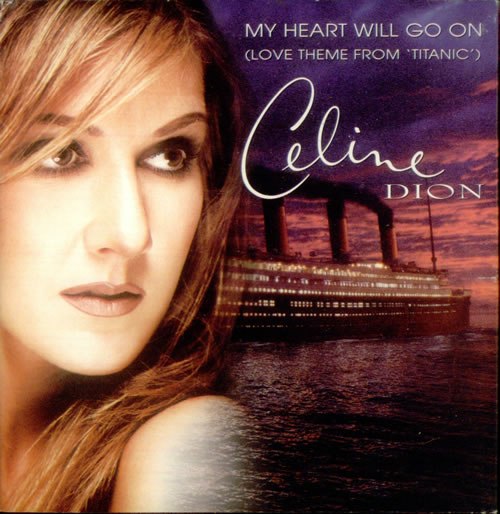 MY HEART WILL GO ON
(LOVE THEME FROM 'TITANIC')
Celine
DION